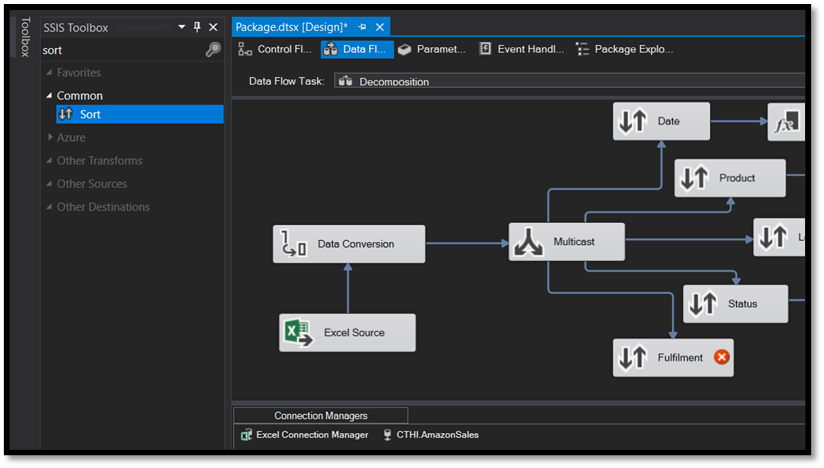 Toolbox
SSIS Toolbox
sort
Favorites
Common
Sort
Azure
Other Transforms
Other Sources
Other Destinations
Package.dtsx [Design]*
Control Fl...
Data Fl...
Paramet...
Event Handl...
Package Explo...
Data Flow Task:
Decomposition
Date
fx
Product
Data Conversion
Multicast
Status
Excel Source
Fulfilment
Connection Managers
Excel Connection Manager
CTHI.AmazonSales